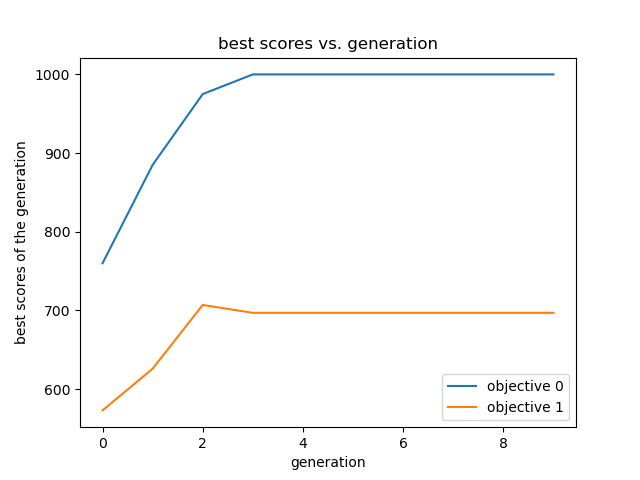 best scores vs. generation
best scores of the generation
1000
900
800
700
600
0 2 4 6 8
generation
objective 0
objective 1